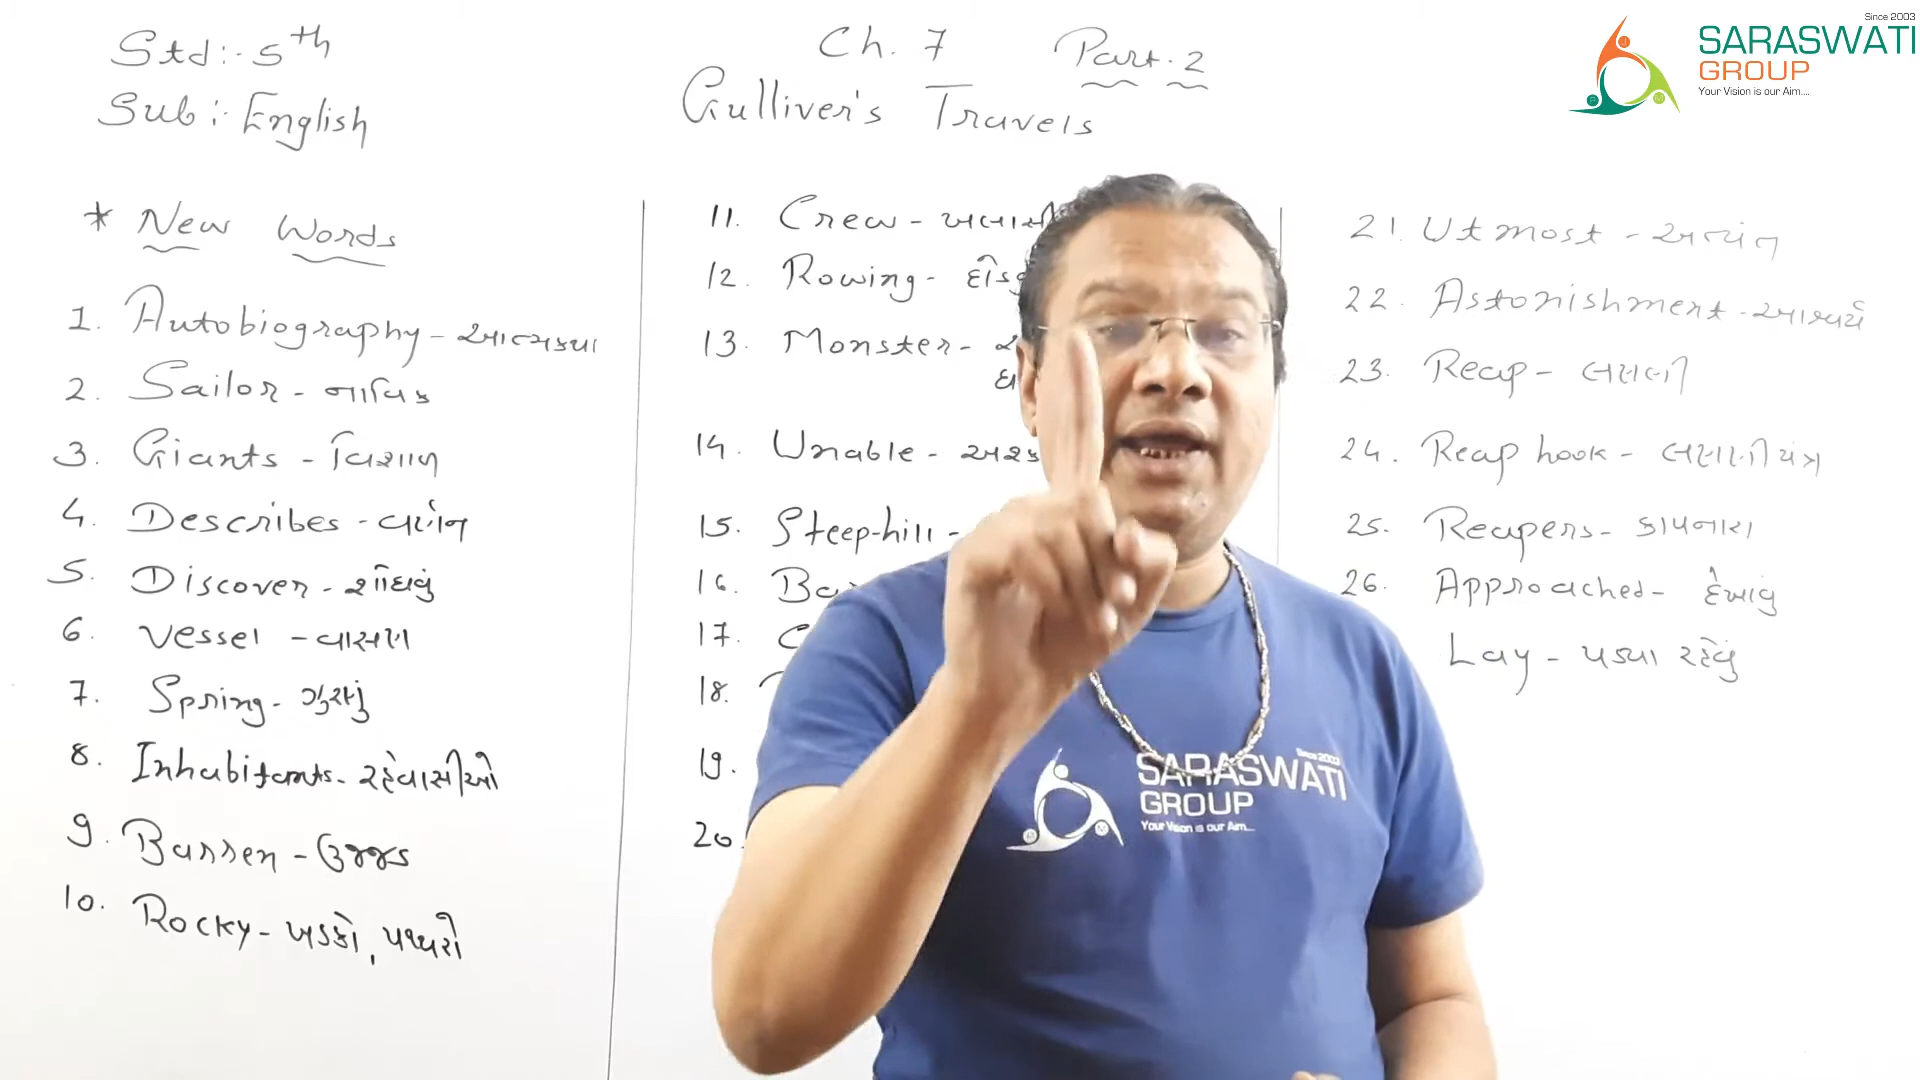 Std:- 5th
Sub:- English
Ch. 7 Part. 2
Gulliver's Travels
Since 2003
SARASWATI
GROUP
Your Vision is our Aim....
* New Words
1. Autobiography - આત્મકથા
2. Sailor - નાવિક
3. Giants - વિશાળ
4. Describes - વર્ણન
5. Discover - શોધવું
6. Vessel - વાસણ
7. Spring - ઝરણું
8. Inhabitants - રહેવાસીઓ
9. Barren - ઉજ્જડ
10. Rocky - ખડકો, પથ્થરો
11. Crew -
12. Rowing -
13. Monster -
14. Unable -
15. Steep-hill -
16.
17.
18.
19.
20.
21. Utmost - અત્યંત
22. Astonishment - આશ્ચર્ય
23. Reap - લણણી
24. Reap hook -
25. Reapers - કાપનારા
26. Approached - દેખાવું
Lay - પડ્યા રહેવું
Since 2003
SARASWATI
GROUP
Your Vision is our Aim...